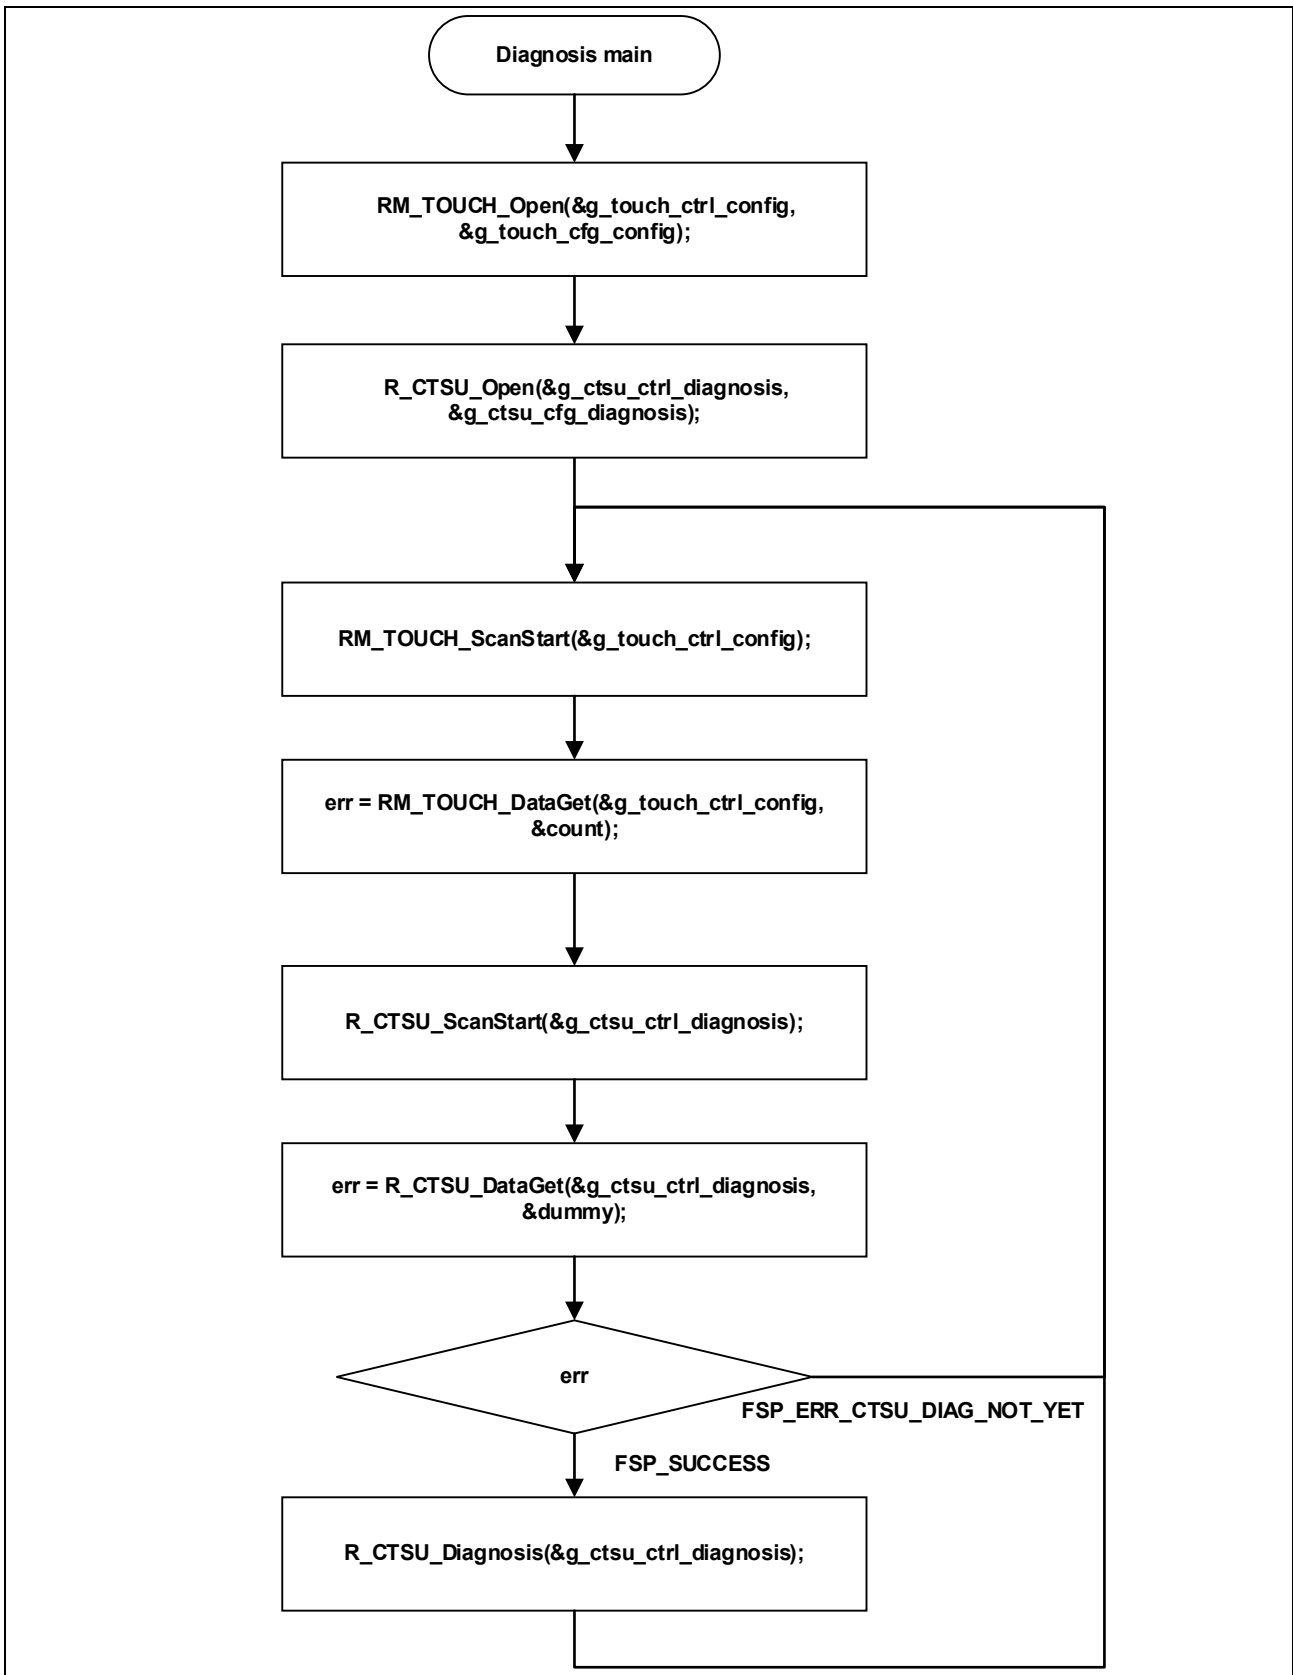 Diagnosis main
RM_TOUCH_Open(&g_touch_ctrl_config,
&g_touch_cfg_config);
R_CTSU_Open(&g_ctsu_ctrl_diagnosis,
&g_ctsu_cfg_diagnosis);
RM_TOUCH_ScanStart(&g_touch_ctrl_config);
err = RM_TOUCH_DataGet(&g_touch_ctrl_config,
&count);
R_CTSU_ScanStart(&g_ctsu_ctrl_diagnosis);
err = R_CTSU_DataGet(&g_ctsu_ctrl_diagnosis,
&dummy);
err
FSP_ERR_CTSU_DIAG_NOT_YET
FSP_SUCCESS
R_CTSU_Diagnosis(&g_ctsu_ctrl_diagnosis);